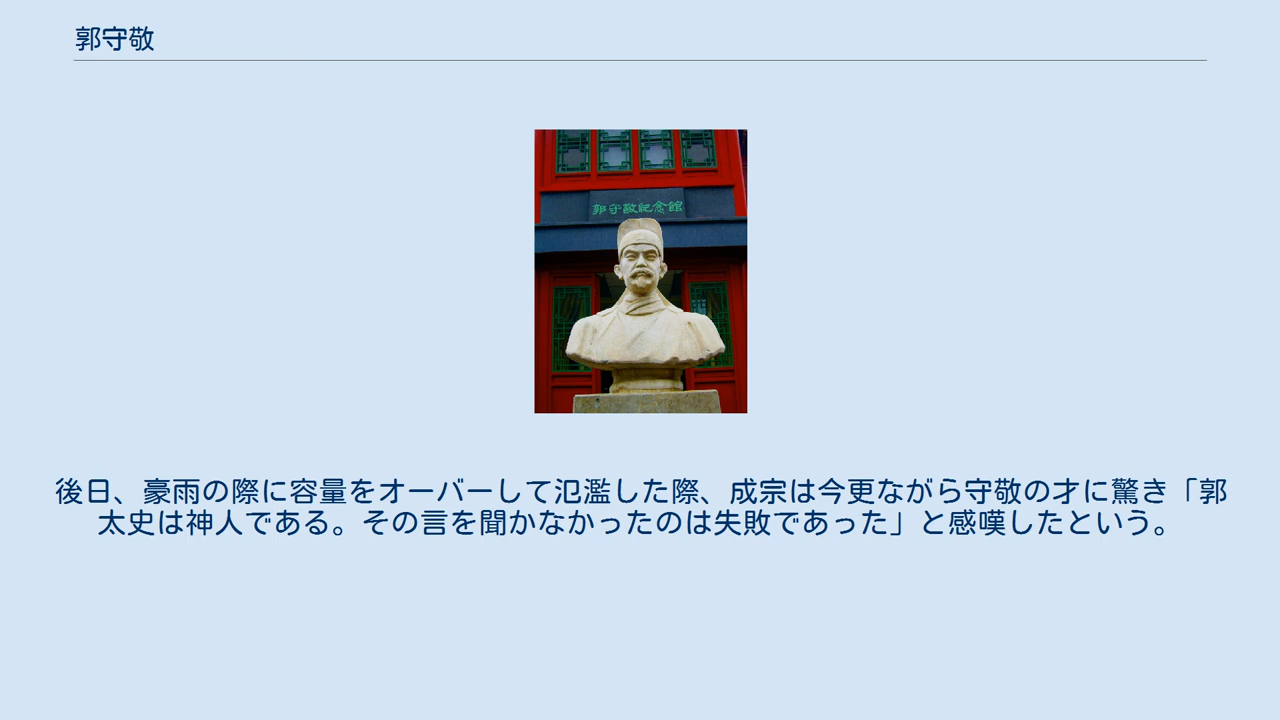 郭守敬
郭守敬紀念館
後日、豪雨の際に容量をオーバーして氾濫した際、成宗は今更ながら守敬の才に驚き「郭
太史は神人である。その言を聞かなかったのは失敗であった」と感嘆したという。